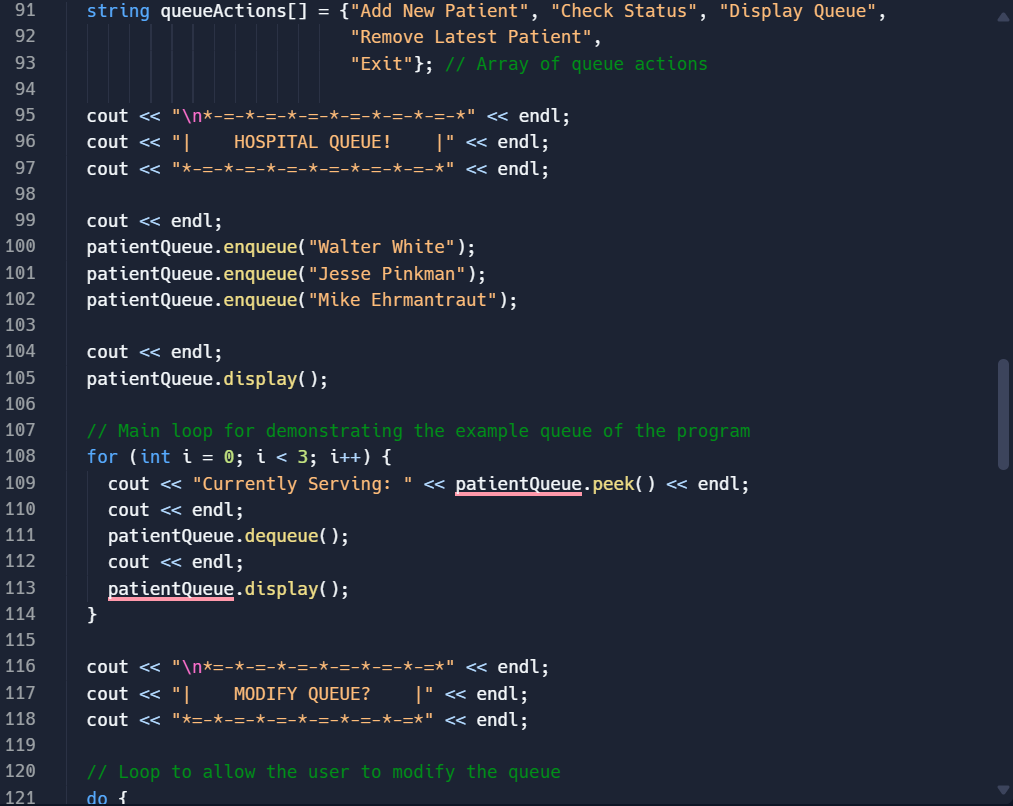 91 string queueActions[] = {"Add New Patient", "Check Status", "Display Queue",
92 "Remove Latest Patient",
93 "Exit"}; // Array of queue actions
94
95 cout << "\n*-=-*-=-*-=-*-=-*-=-*-=-*" << endl;
96 cout << "|    HOSPITAL QUEUE!    |" << endl;
97 cout << "*-=-*-=-*-=-*-=-*-=-*-=-*" << endl;
98
99 cout << endl;
100 patientQueue.enqueue("Walter White");
101 patientQueue.enqueue("Jesse Pinkman");
102 patientQueue.enqueue("Mike Ehrmantraut");
103
104 cout << endl;
105 patientQueue.display();
106
107 // Main loop for demonstrating the example queue of the program
108 for (int i = 0; i < 3; i++) {
109 cout << "Currently Serving: " << patientQueue.peek() << endl;
110 cout << endl;
111 patientQueue.dequeue();
112 cout << endl;
113 patientQueue.display();
114 }
115
116 cout << "\n*=-*-=-*-=-*-=-*-=-*-=*" << endl;
117 cout << "|    MODIFY QUEUE?    |" << endl;
118 cout << "*=-*-=-*-=-*-=-*-=-*-=*" << endl;
119
120 // Loop to allow the user to modify the queue
121 do {